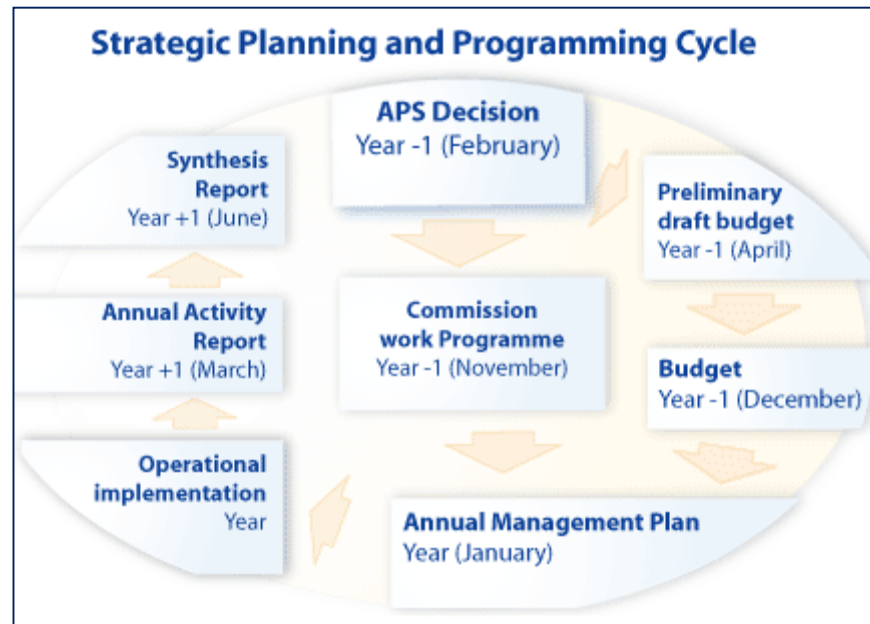 Strategic Planning and Programming Cycle
APS Decision
Year -1 (February)
Synthesis
Report
Year +1 (June)
Preliminary
draft budget
Year -1 (April)
Annual Activity
Report
Year +1 (March)
Commission
work Programme
Year -1 (November)
Budget
Year -1 (December)
Operational
implementation
Year
Annual Management Plan
Year (January)